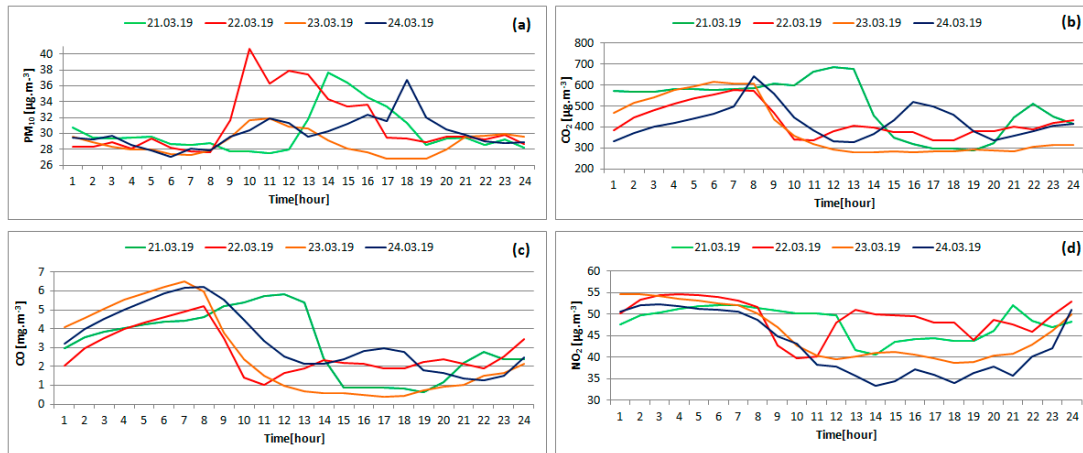 21.03.19 22.03.19 23.03.19 24.03.19 (a)
PM10 [µg.m-3]
40
38
36
34
32
30
28
26
1 2 3 4 5 6 7 8 9 10 11 12 13 14 15 16 17 18 19 20 21 22 23 24
Time[hour]
21.03.19 22.03.19 23.03.19 24.03.19 (b)
CO2 [µg.m-3]
800
700
600
500
400
300
200
1 2 3 4 5 6 7 8 9 10 11 12 13 14 15 16 17 18 19 20 21 22 23 24
Time[hour]
21.03.19 22.03.19 23.03.19 24.03.19 (c)
CO [mg.m-3]
7
6
5
4
3
2
1
0
1 2 3 4 5 6 7 8 9 10 11 12 13 14 15 16 17 18 19 20 21 22 23 24
Time[hour]
21.03.19 22.03.19 23.03.19 24.03.19 (d)
NO2 [µg.m-3]
60
55
50
45
40
35
30
1 2 3 4 5 6 7 8 9 10 11 12 13 14 15 16 17 18 19 20 21 22 23 24
Time[hour]